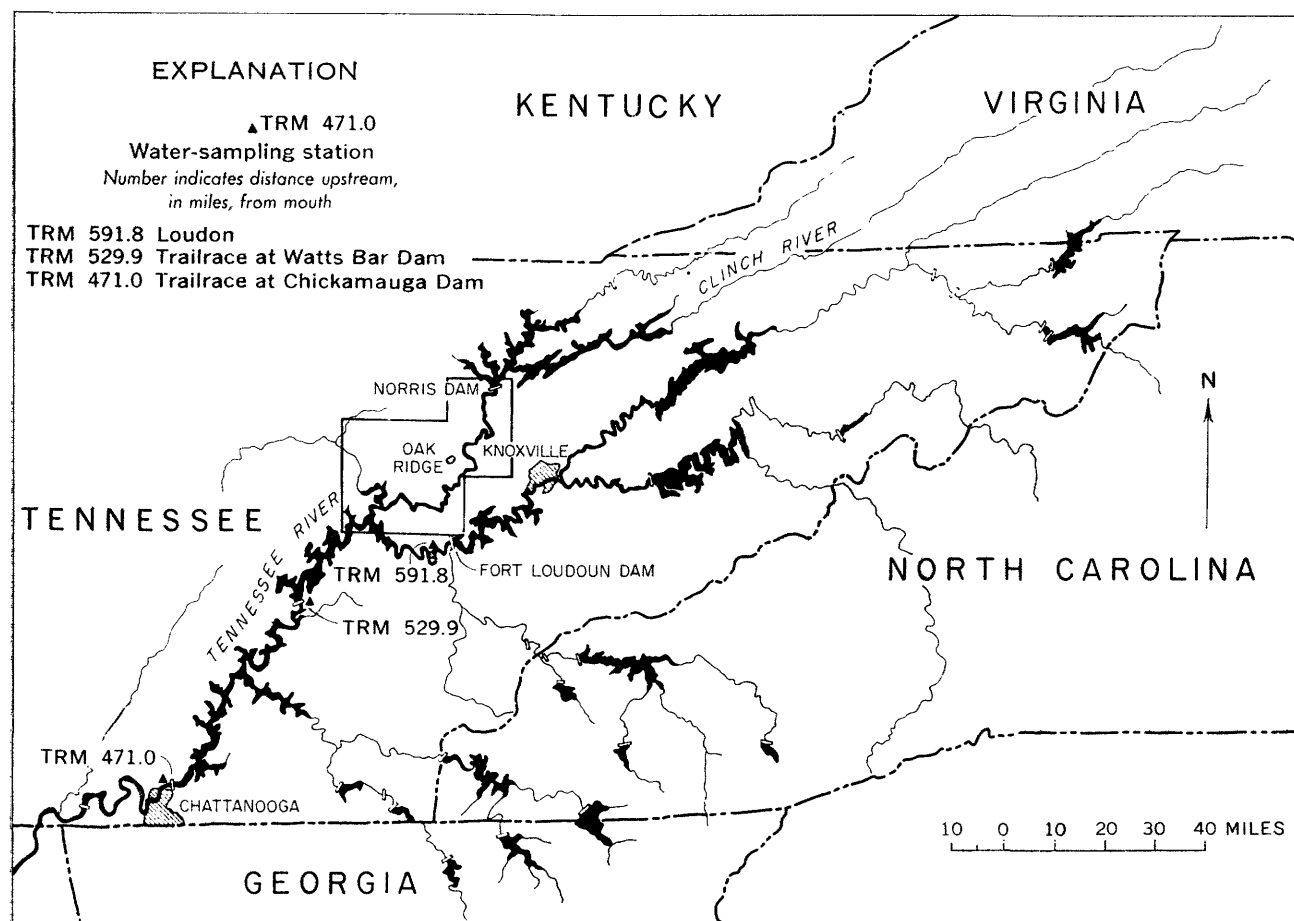 EXPLANATION
TRM 471.0
Water-sampling station
Number indicates distance upstream,
in miles, from mouth
TRM 591.8 Loudon
TRM 529.9 Trailrace at Watts Bar Dam
TRM 471.0 Trailrace at Chickamauga Dam
KENTUCKY
VIRGINIA
CLINCH RIVER
NORRIS DAM
OAK
RIDGE
KNOXVILLE
N
TENNESSEE
TENNESSEE RIVER
TRM 591.8
FORT LOUDOUN DAM
NORTH CAROLINA
TRM 529.9
TRM 471.0
CHATTANOOGA
GEORGIA
10 0 10 20 30 40 MILES